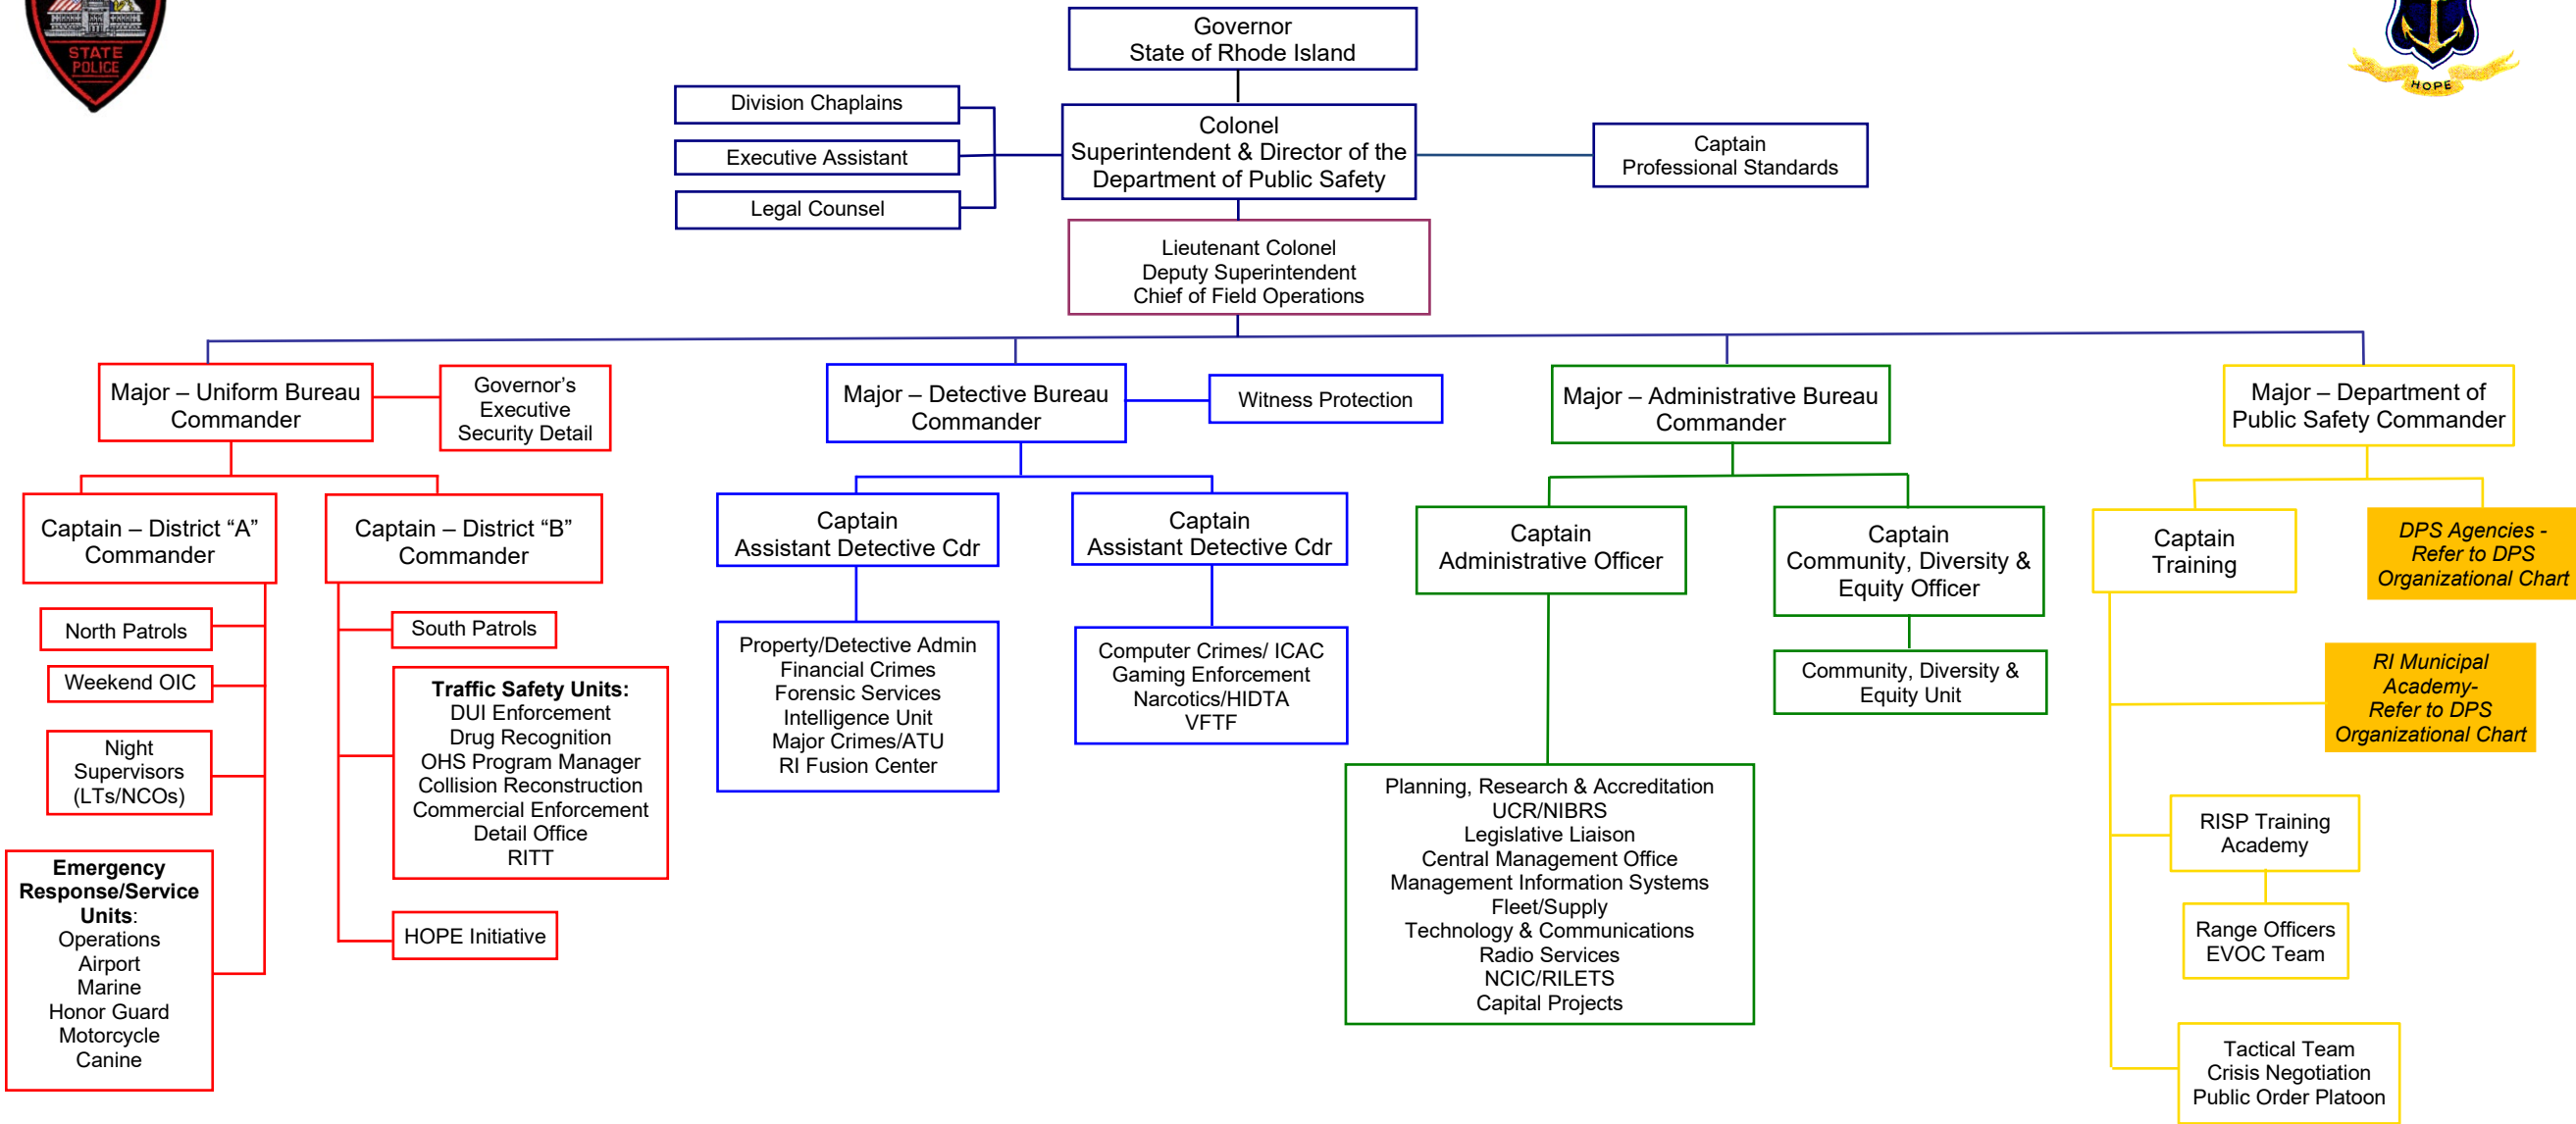 STATE
POLICE
HOPE
Governor
State of Rhode Island
Division Chaplains
Executive Assistant
Legal Counsel
Colonel
Superintendent & Director of the
Department of Public Safety
Captain
Professional Standards
Lieutenant Colonel
Deputy Superintendent
Chief of Field Operations
Major – Uniform Bureau
Commander
Governor’s
Executive
Security Detail
Captain – District “A”
Commander
North Patrols
Weekend OIC
Night
Supervisors
(LTs/NCOs)
Emergency
Response/Service
Units:
Operations
Airport
Marine
Honor Guard
Motorcycle
Canine
Captain – District “B”
Commander
South Patrols
Traffic Safety Units:
DUI Enforcement
Drug Recognition
OHS Program Manager
Collision Reconstruction
Commercial Enforcement
Detail Office
RITT
HOPE Initiative
Major – Detective Bureau
Commander
Witness Protection
Captain
Assistant Detective Cdr
Property/Detective Admin
Financial Crimes
Forensic Services
Intelligence Unit
Major Crimes/ATU
RI Fusion Center
Captain
Assistant Detective Cdr
Computer Crimes/ ICAC
Gaming Enforcement
Narcotics/HIDTA
VFTF
Major – Administrative Bureau
Commander
Captain
Administrative Officer
Planning, Research & Accreditation
UCR/NIBRS
Legislative Liaison
Central Management Office
Management Information Systems
Fleet/Supply
Technology & Communications
Radio Services
NCIC/RILETS
Capital Projects
Captain
Community, Diversity &
Equity Officer
Community, Diversity &
Equity Unit
Major – Department of
Public Safety Commander
Captain
Training
DPS Agencies -
Refer to DPS
Organizational Chart
RI Municipal
Academy-
Refer to DPS
Organizational Chart
RISP Training
Academy
Range Officers
EVOC Team
Tactical Team
Crisis Negotiation
Public Order Platoon